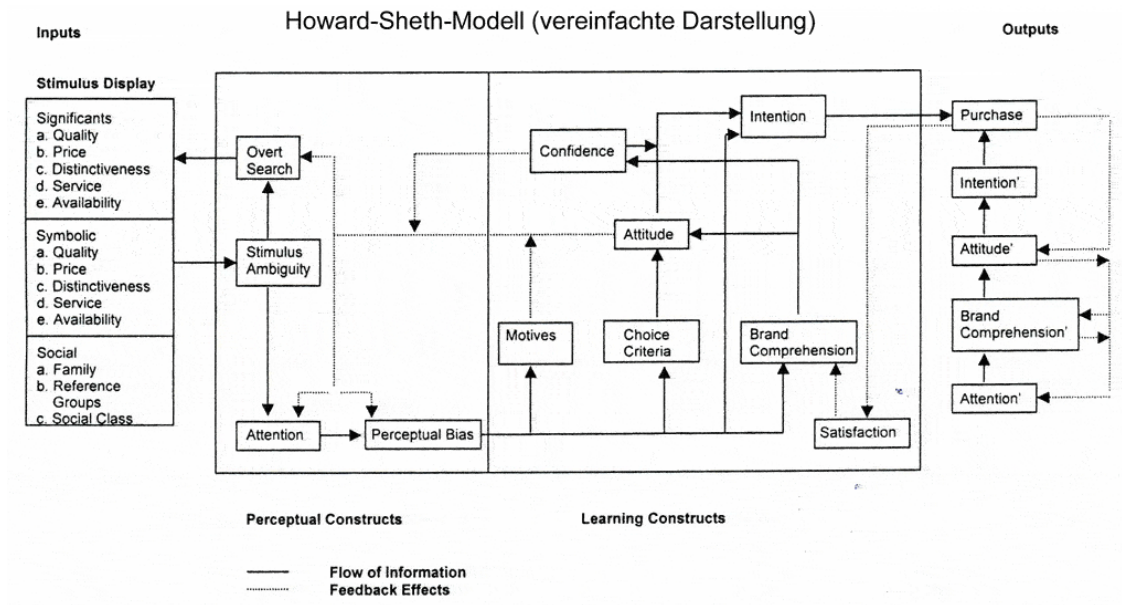 Howard-Sheth-Modell (vereinfachte Darstellung)
Inputs
Outputs
Stimulus Display
Significants
a. Quality
b. Price
c. Distinctiveness
d. Service
e. Availability
Symbolic
a. Quality
b. Price
c. Distinctiveness
d. Service
e. Availability
Social
a. Family
b. Reference
Groups
c. Social Class
Overt
Search
Stimulus
Ambiguity
Attention
Perceptual Bias
Confidence
Intention
Attitude
Motives
Choice
Criteria
Brand
Comprehension
Satisfaction
Purchase
Intention'
Attitude'
Brand
Comprehension'
Attention'
Perceptual Constructs
Learning Constructs
Flow of Information
Feedback Effects